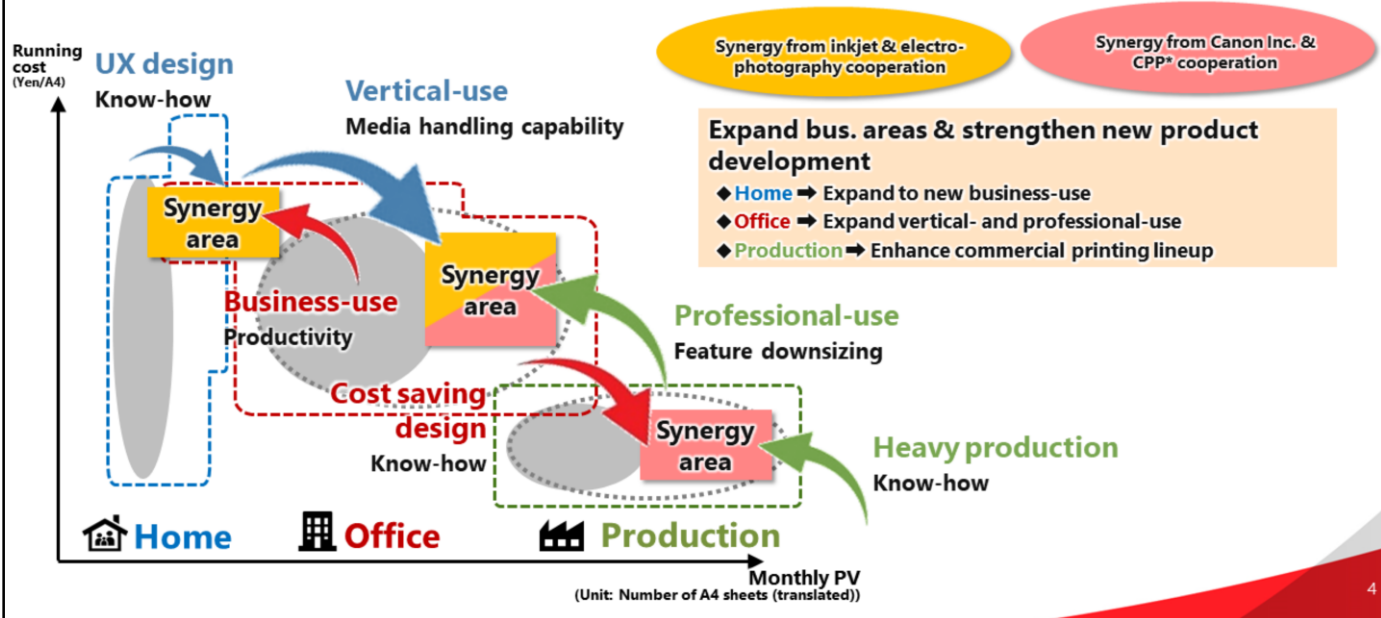 Running
cost
(Yen/A4)
UX design
Know-how
Vertical-use
Media handling capability
Synergy from inkjet & electro-
photography cooperation
Synergy from Canon Inc. &
CPP* cooperation
Expand bus. areas & strengthen new product
development
◆Home ➡ Expand to new business-use
◆Office ➡ Expand vertical- and professional-use
◆Production ➡ Enhance commercial printing lineup
Synergy
area
Synergy
area
Business-use
Productivity
Professional-use
Feature downsizing
Cost saving
design
Know-how
Synergy
area
Heavy production
Know-how
Home
Office
Production
Monthly PV
(Unit: Number of A4 sheets (translated))
4